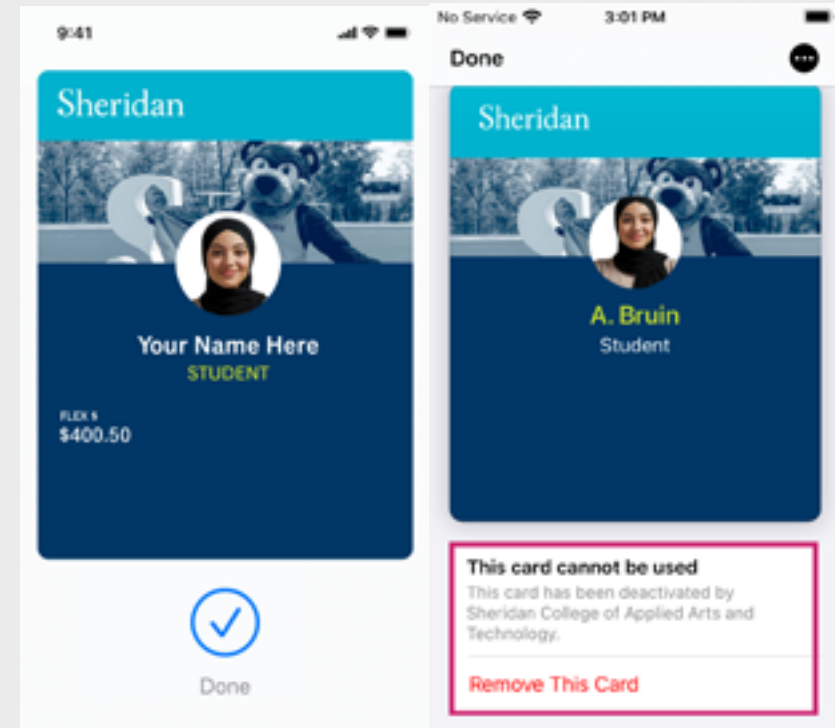 9:41
Sheridan
Your Name Here
STUDENT
FLEX $
$400.50
Done
No Service 3:01 PM
Done
Sheridan
A. Bruin
Student
This card cannot be used
This card has been deactivated by
Sheridan College of Applied Arts and
Technology.
Remove This Card